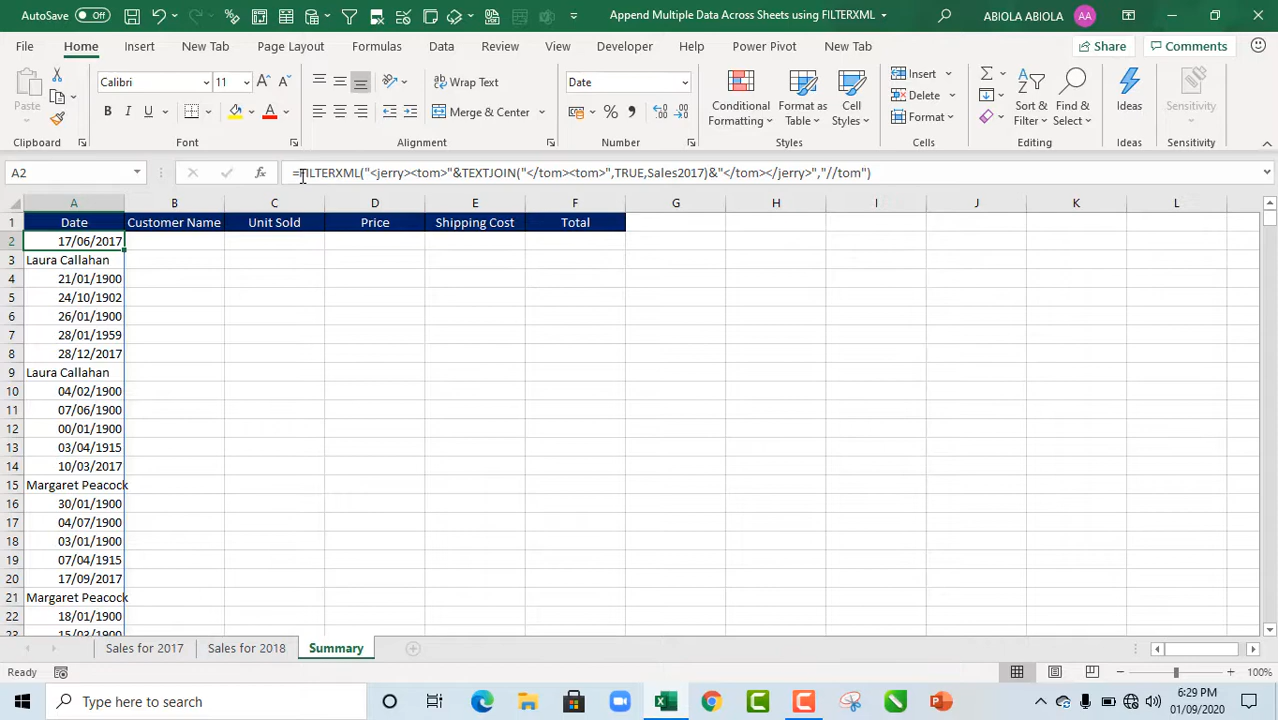 AutoSave Off Append Multiple Data Across Sheets using FILTERXML ABIOLA ABIOLA AA
File Home Insert New Tab Page Layout Formulas Data Review View Developer Help Power Pivot New Tab Share Comments
Paste Calibri 11 Wrap Text Date Conditional Formatting Format as Table Cell Styles Insert Sort & Filter Find & Select Ideas Sensitivity
B I U A Merge & Center % Delete
Format
Clipboard Font Alignment Number Styles Cells Editing Ideas Sensitivity
A2 fx =FILTERXML("<jerry><tom>"&TEXTJOIN("</tom><tom>",TRUE,Sales2017)&"</tom></jerry>","//tom")
A B C D E F G H I J K L
1 Date Customer Name Unit Sold Price Shipping Cost Total
2 17/06/2017
3 Laura Callahan
4 21/01/1900
5 24/10/1902
6 26/01/1900
7 28/01/1959
8 28/12/2017
9 Laura Callahan
10 04/02/1900
11 07/06/1900
12 00/01/1900
13 03/04/1915
14 10/03/2017
15 Margaret Peacock
16 30/01/1900
17 04/07/1900
18 03/01/1900
19 07/04/1915
20 17/09/2017
21 Margaret Peacock
22 18/01/1900
23 15/03/1900
Sales for 2017 Sales for 2018 Summary
Ready 100%
Type here to search 6:29 PM
01/09/2020